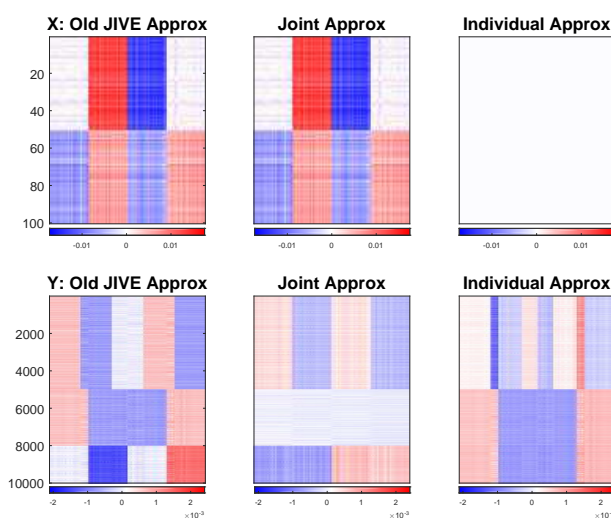 X: Old JIVE Approx
Joint Approx
Individual Approx
20
40
60
80
100
-0.01 0 0.01
-0.01 0 0.01
-0.01 0 0.01
Y: Old JIVE Approx
Joint Approx
Individual Approx
2000
4000
6000
8000
10000
-2 -1 0 1 2
×10⁻³
-2 -1 0 1 2
×10⁻³
-2 -1 0 1 2